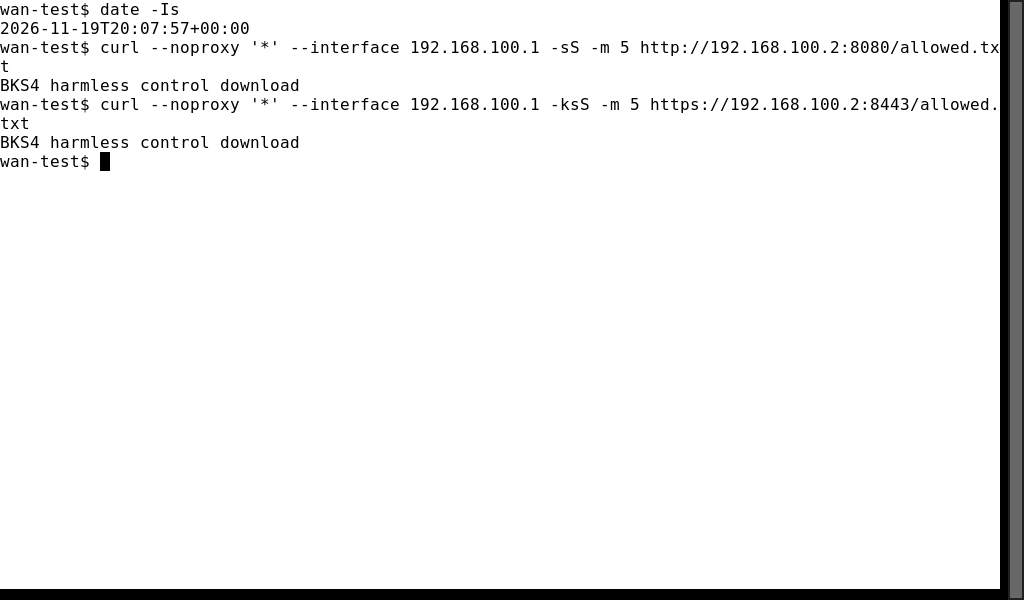 wan-test$ date -Is
2026-11-19T20:07:57+00:00
wan-test$ curl --noproxy '*' --interface 192.168.100.1 -sS -m 5 http://192.168.100.2:8080/allowed.tx
t
BKS4 harmless control download
wan-test$ curl --noproxy '*' --interface 192.168.100.1 -ksS -m 5 https://192.168.100.2:8443/allowed.
txt
BKS4 harmless control download
wan-test$